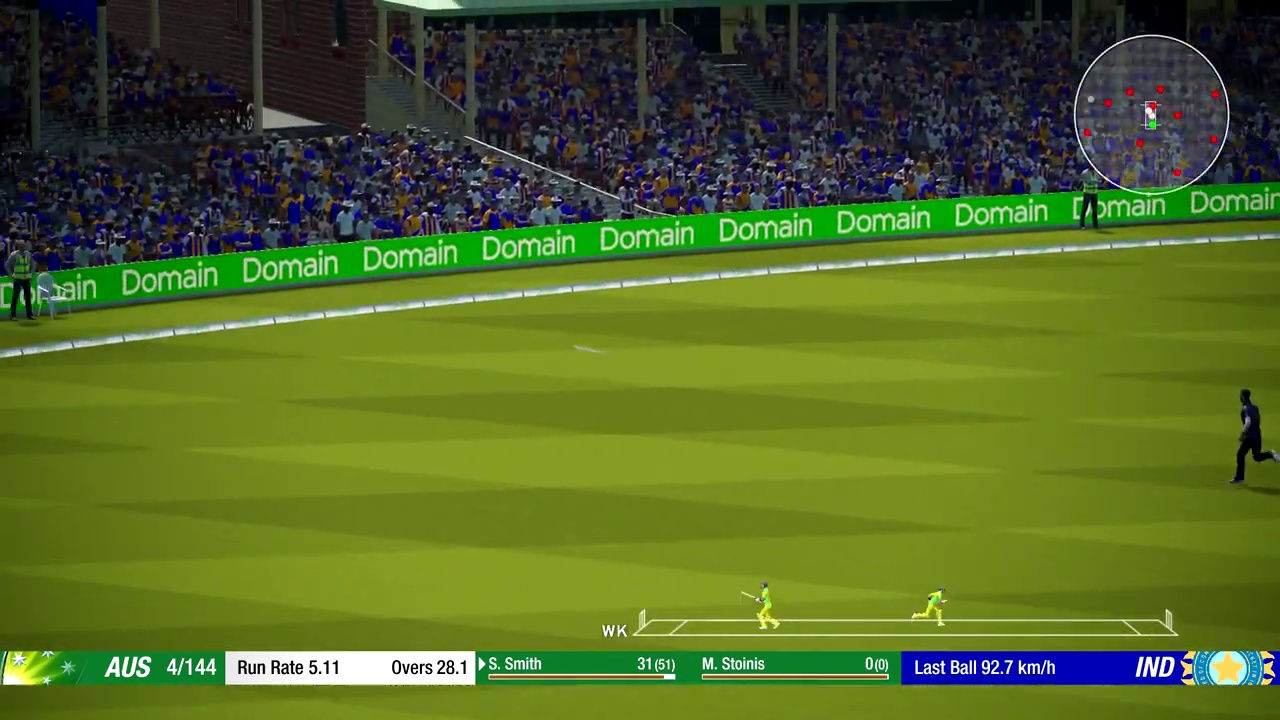 Domain Domain Domain Domain Domain Domain Domain Domain Domain Domain Domain
WK
AUS 4/144 Run Rate 5.11 Overs 28.1 S. Smith 31 (51) M. Stoinis 0 (0) Last Ball 92.7 km/h IND